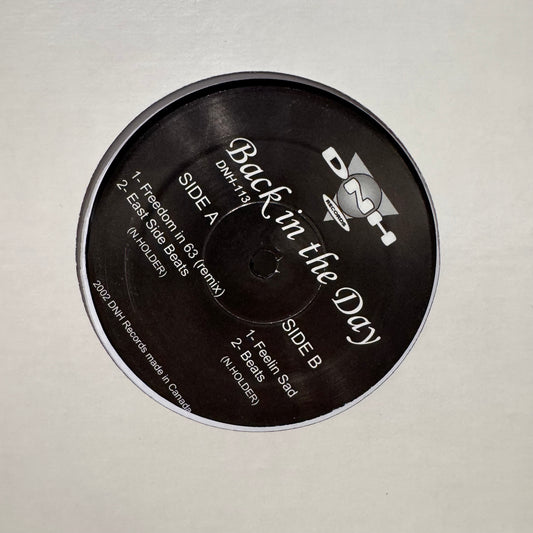 DNH
RECORDS
Back in the Day
DNH-113
SIDE A
1- Freedom in 63 (remix)
2- East Side Beats
(N.HOLDER)
SIDE B
1- Feelin Sad
2- Beats
(N.HOLDER)
2002 DNH Records made in Canada